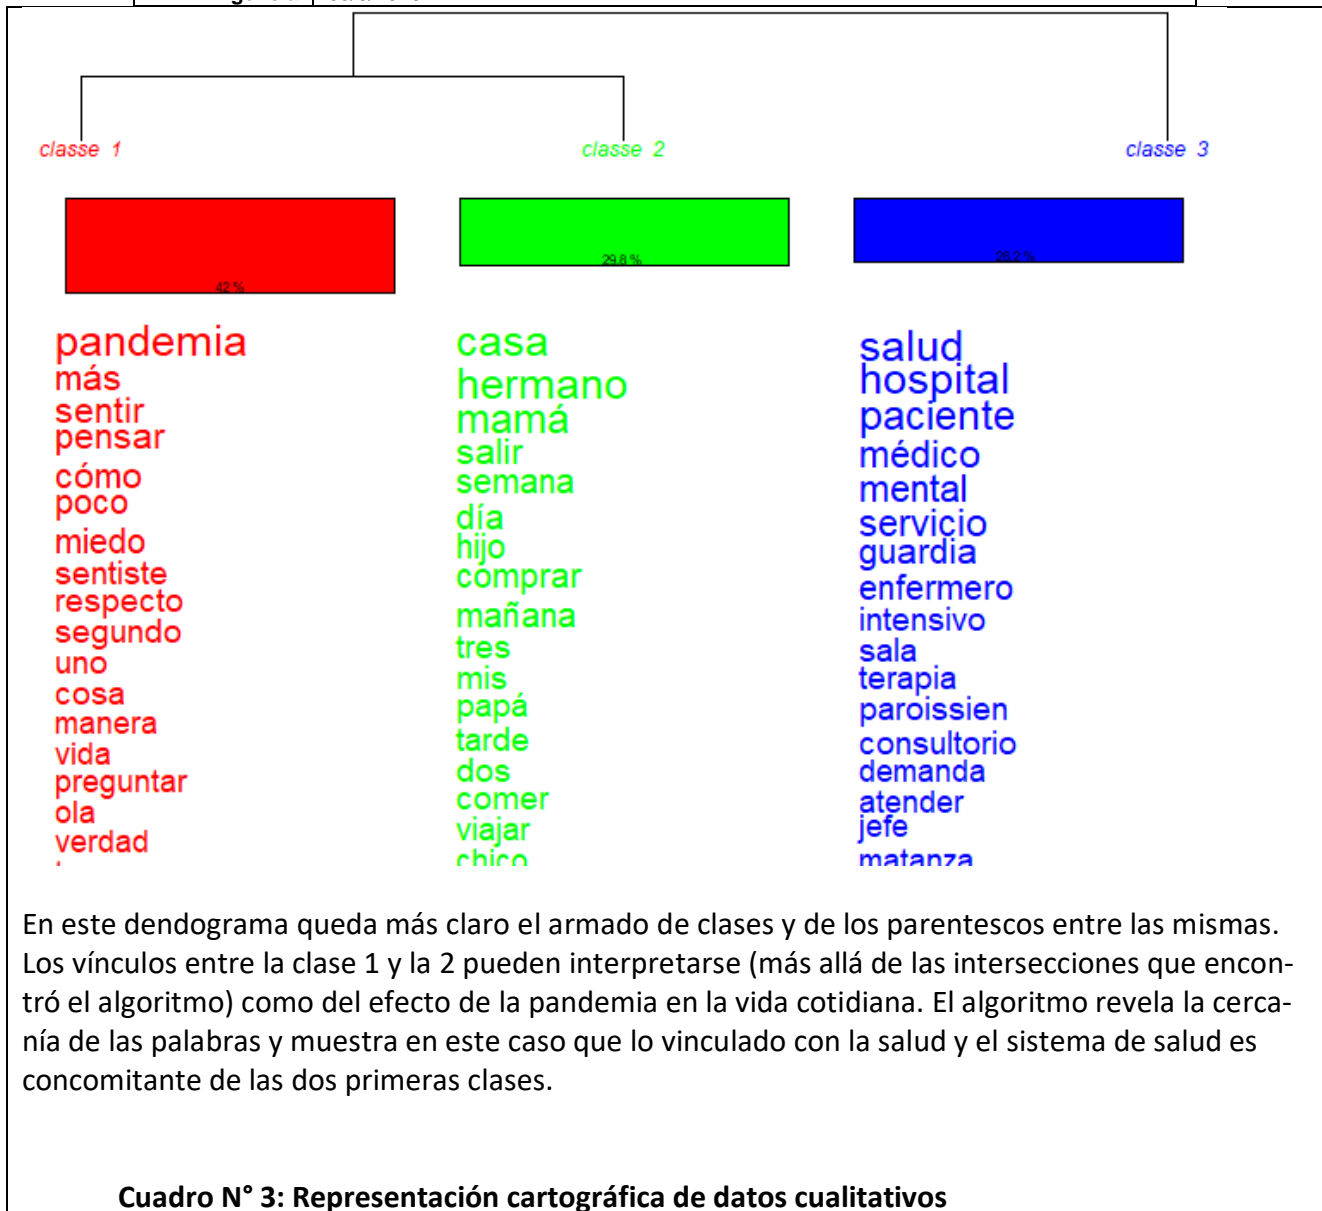 classe 1
classe 2
classe 3
42 %
29.8 %
28.2 %
pandemia
más
sentir
pensar
cómo
poco
miedo
sentiste
respecto
segundo
uno
cosa
manera
vida
preguntar
ola
verdad
casa
hermano
mamá
salir
semana
día
hijo
comprar
mañana
tres
mis
papá
tarde
dos
comer
viajar
chico
salud
hospital
paciente
médico
mental
servicio
guardia
enfermero
intensivo
sala
terapia
paroissien
consultorio
demanda
atender
jefe
matanza
En este dendograma queda más claro el armado de clases y de los parentescos entre las mismas.
Los vínculos entre la clase 1 y la 2 pueden interpretarse (más allá de las intersecciones que encon-
tró el algoritmo) como del efecto de la pandemia en la vida cotidiana. El algoritmo revela la cerca-
nía de las palabras y muestra en este caso que lo vinculado con la salud y el sistema de salud es
concomitante de las dos primeras clases.
Cuadro N° 3: Representación cartográfica de datos cualitativos